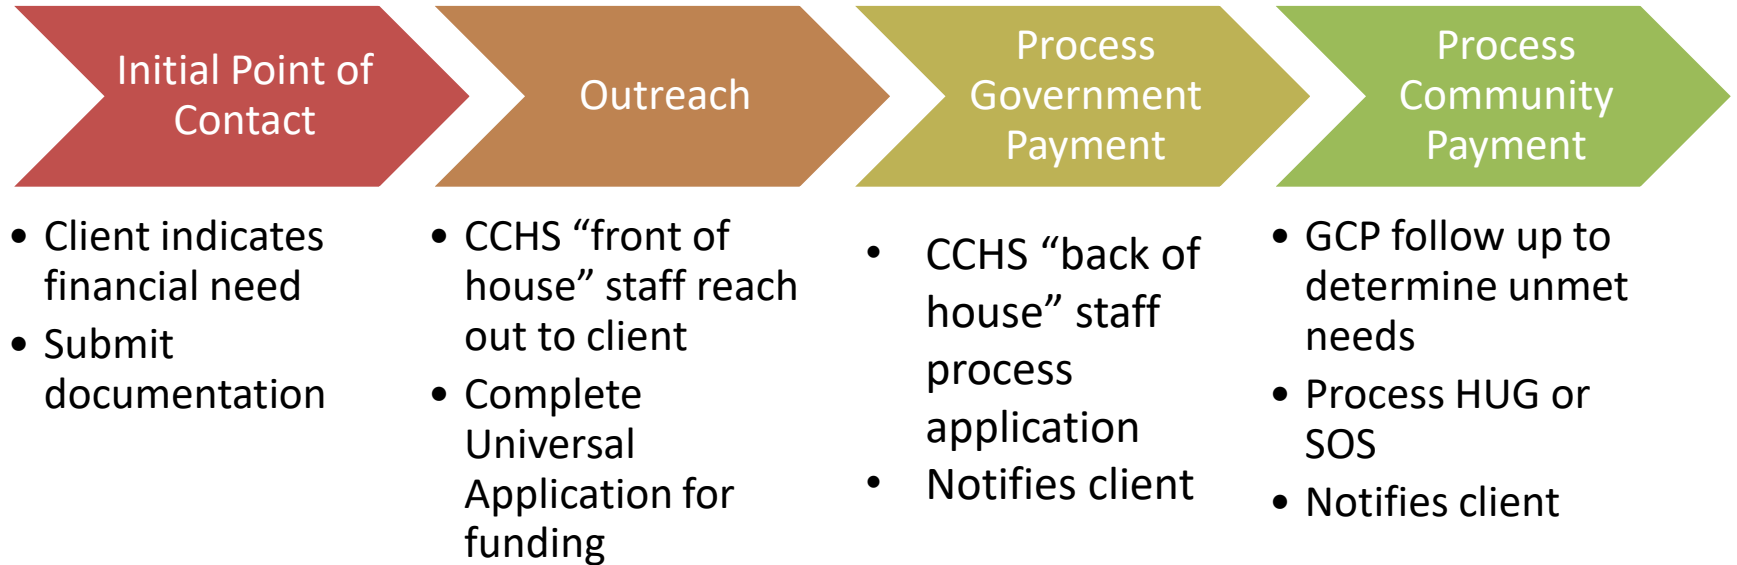 Initial Point of
Contact
Outreach
Process
Government
Payment
Process
Community
Payment
• Client indicates
financial need
• Submit
documentation
• CCHS “front of
house” staff reach
out to client
• Complete
Universal
Application for
funding
• CCHS “back of
house” staff
process
application
• Notifies client
• GCP follow up to
determine unmet
needs
• Process HUG or
SOS
• Notifies client